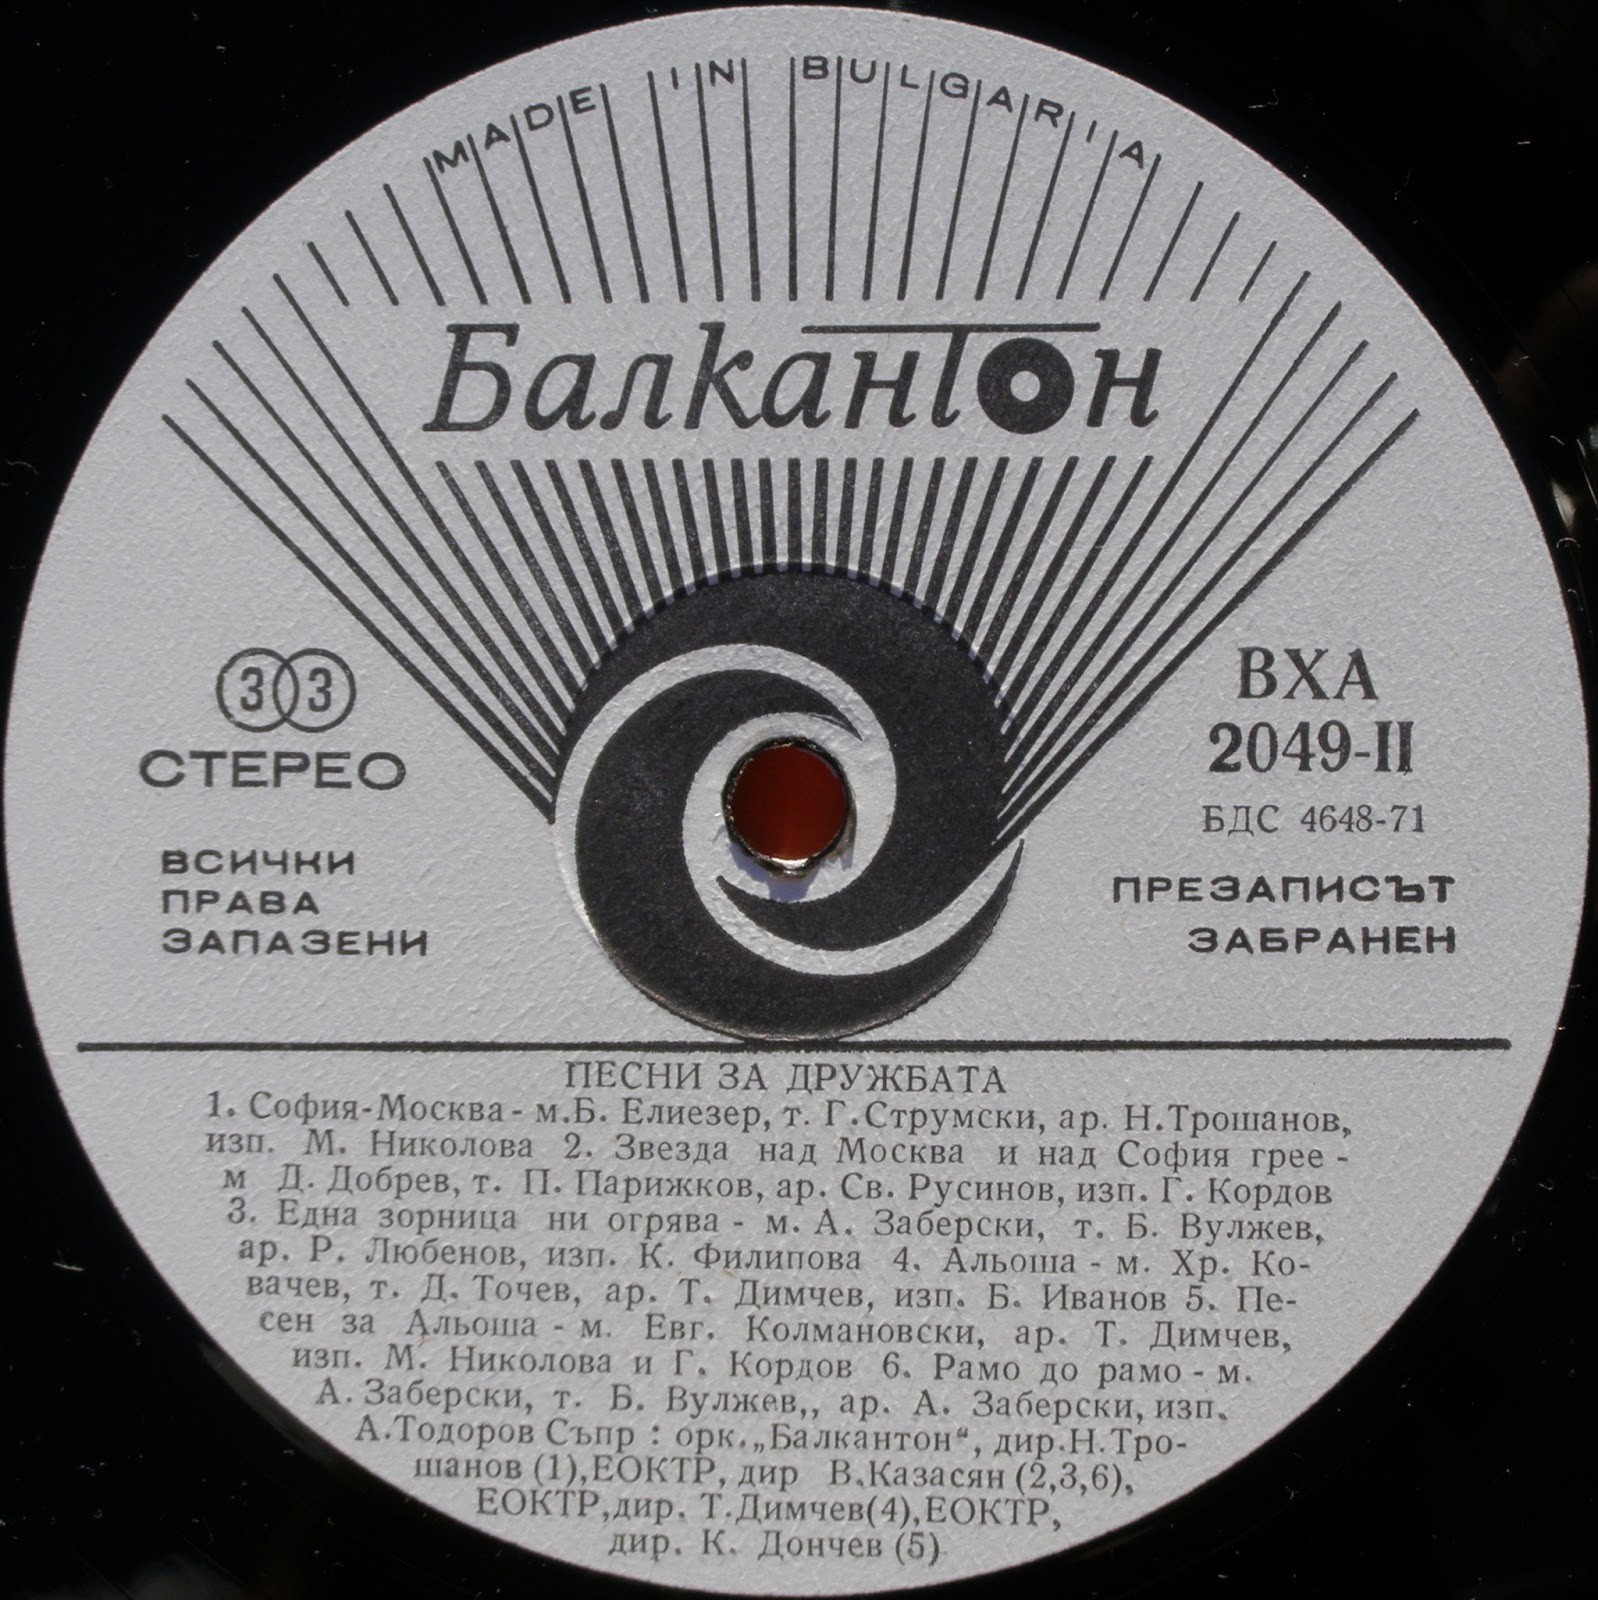 MADE IN BULGARIA
Балкантон
33
СТЕРЕО
ВСИЧКИ
ПРАВА
ЗАПАЗЕНИ
ВХА
2049-II
БДС 4648-71
ПРЕЗАПИСЪТ
ЗАБРАНЕН
ПЕСНИ ЗА ДРУЖБАТА
1. София-Москва - м.Б. Елиезер, т. Г.Струмски, ар. Н.Трошанов,
изп. М. Николова 2. Звезда над Москва и над София грее -
м Д. Добрев, т. П. Парижков, ар. Св. Русинов, изп. Г. Кордов
3. Една зорница ни огрява - м. А. Заберски, т. Б. Вулжев,
ар. Р. Любенов, изп. К. Филипова 4. Альоша - м. Хр. Ко-
вачев, т. Д. Точев, ар. Т. Димчев, изп. Б. Иванов 5. Пе-
сен за Альоша - м. Евг. Колмановски, ар. Т. Димчев,
изп. М. Николова и Г. Кордов 6. Рамо до рамо - м.
А. Заберски, т. Б. Вулжев,, ар. А. Заберски, изп.
А.Тодоров Съпр : орк.„Балкантон“, дир.Н.Тро-
шанов (1),ЕОКТР, дир В.Казасян (2,3,6),
ЕОКТР,дир. Т.Димчев(4),ЕОКТР,
дир. К. Дончев (5)